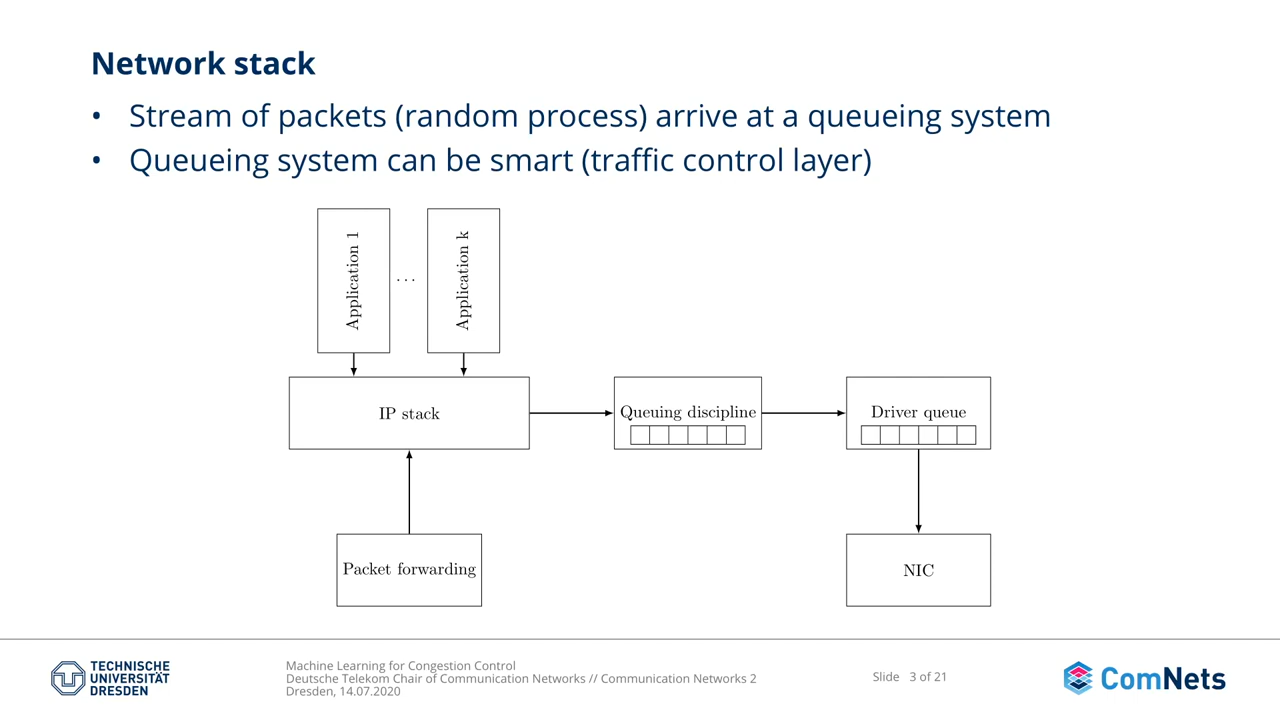 Network stack
• Stream of packets (random process) arrive at a queueing system
• Queueing system can be smart (traffic control layer)
Application 1
. . .
Application k
IP stack
Queuing discipline
Driver queue
Packet forwarding
NIC
TECHNISCHE
UNIVERSITÄT
DRESDEN
Machine Learning for Congestion Control
Deutsche Telekom Chair of Communication Networks // Communication Networks 2
Dresden, 14.07.2020
Slide 3 of 21
ComNets